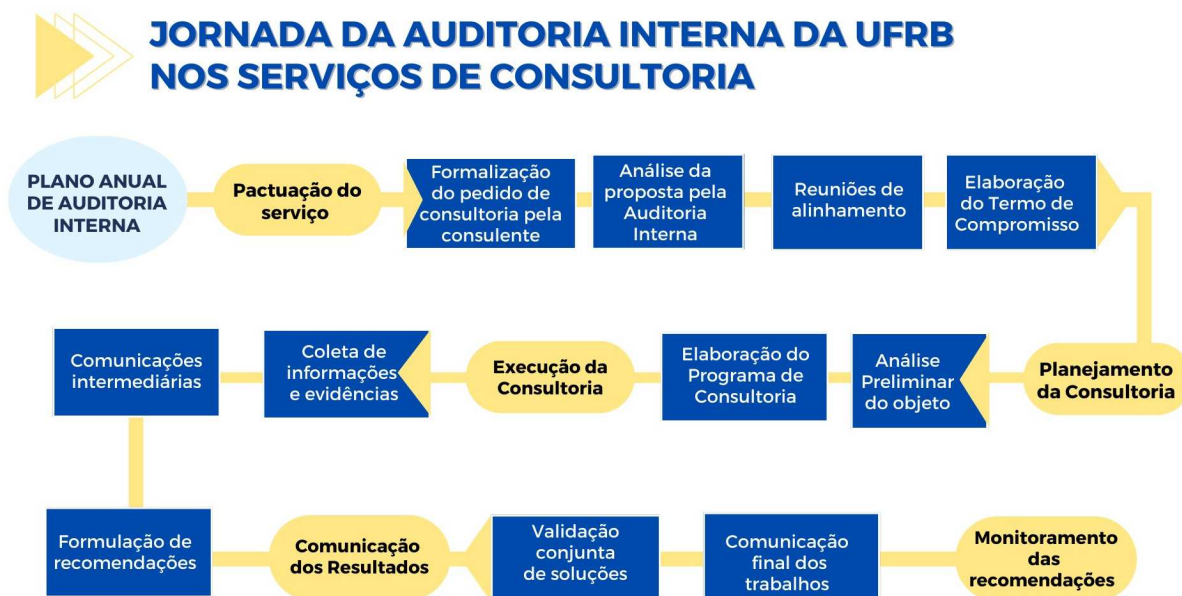 JORNADA DA AUDITORIA INTERNA DA UFRB
NOS SERVIÇOS DE CONSULTORIA
PLANO ANUAL
DE AUDITORIA
INTERNA
Pactuação do
serviço
Formalização
do pedido de
consultoria pela
consulente
Análise da
proposta pela
Auditoria
Interna
Reuniões de
alinhamento
Elaboração
do Termo de
Compromisso
Planejamento
da Consultoria
Análise
Preliminar
do objeto
Elaboração do
Programa de
Consultoria
Execução da
Consultoria
Coleta de
informações
e evidências
Comunicações
intermediárias
Formulação de
recomendações
Comunicação
dos Resultados
Validação
conjunta
de soluções
Comunicação
final dos
trabalhos
Monitoramento
das
recomendações